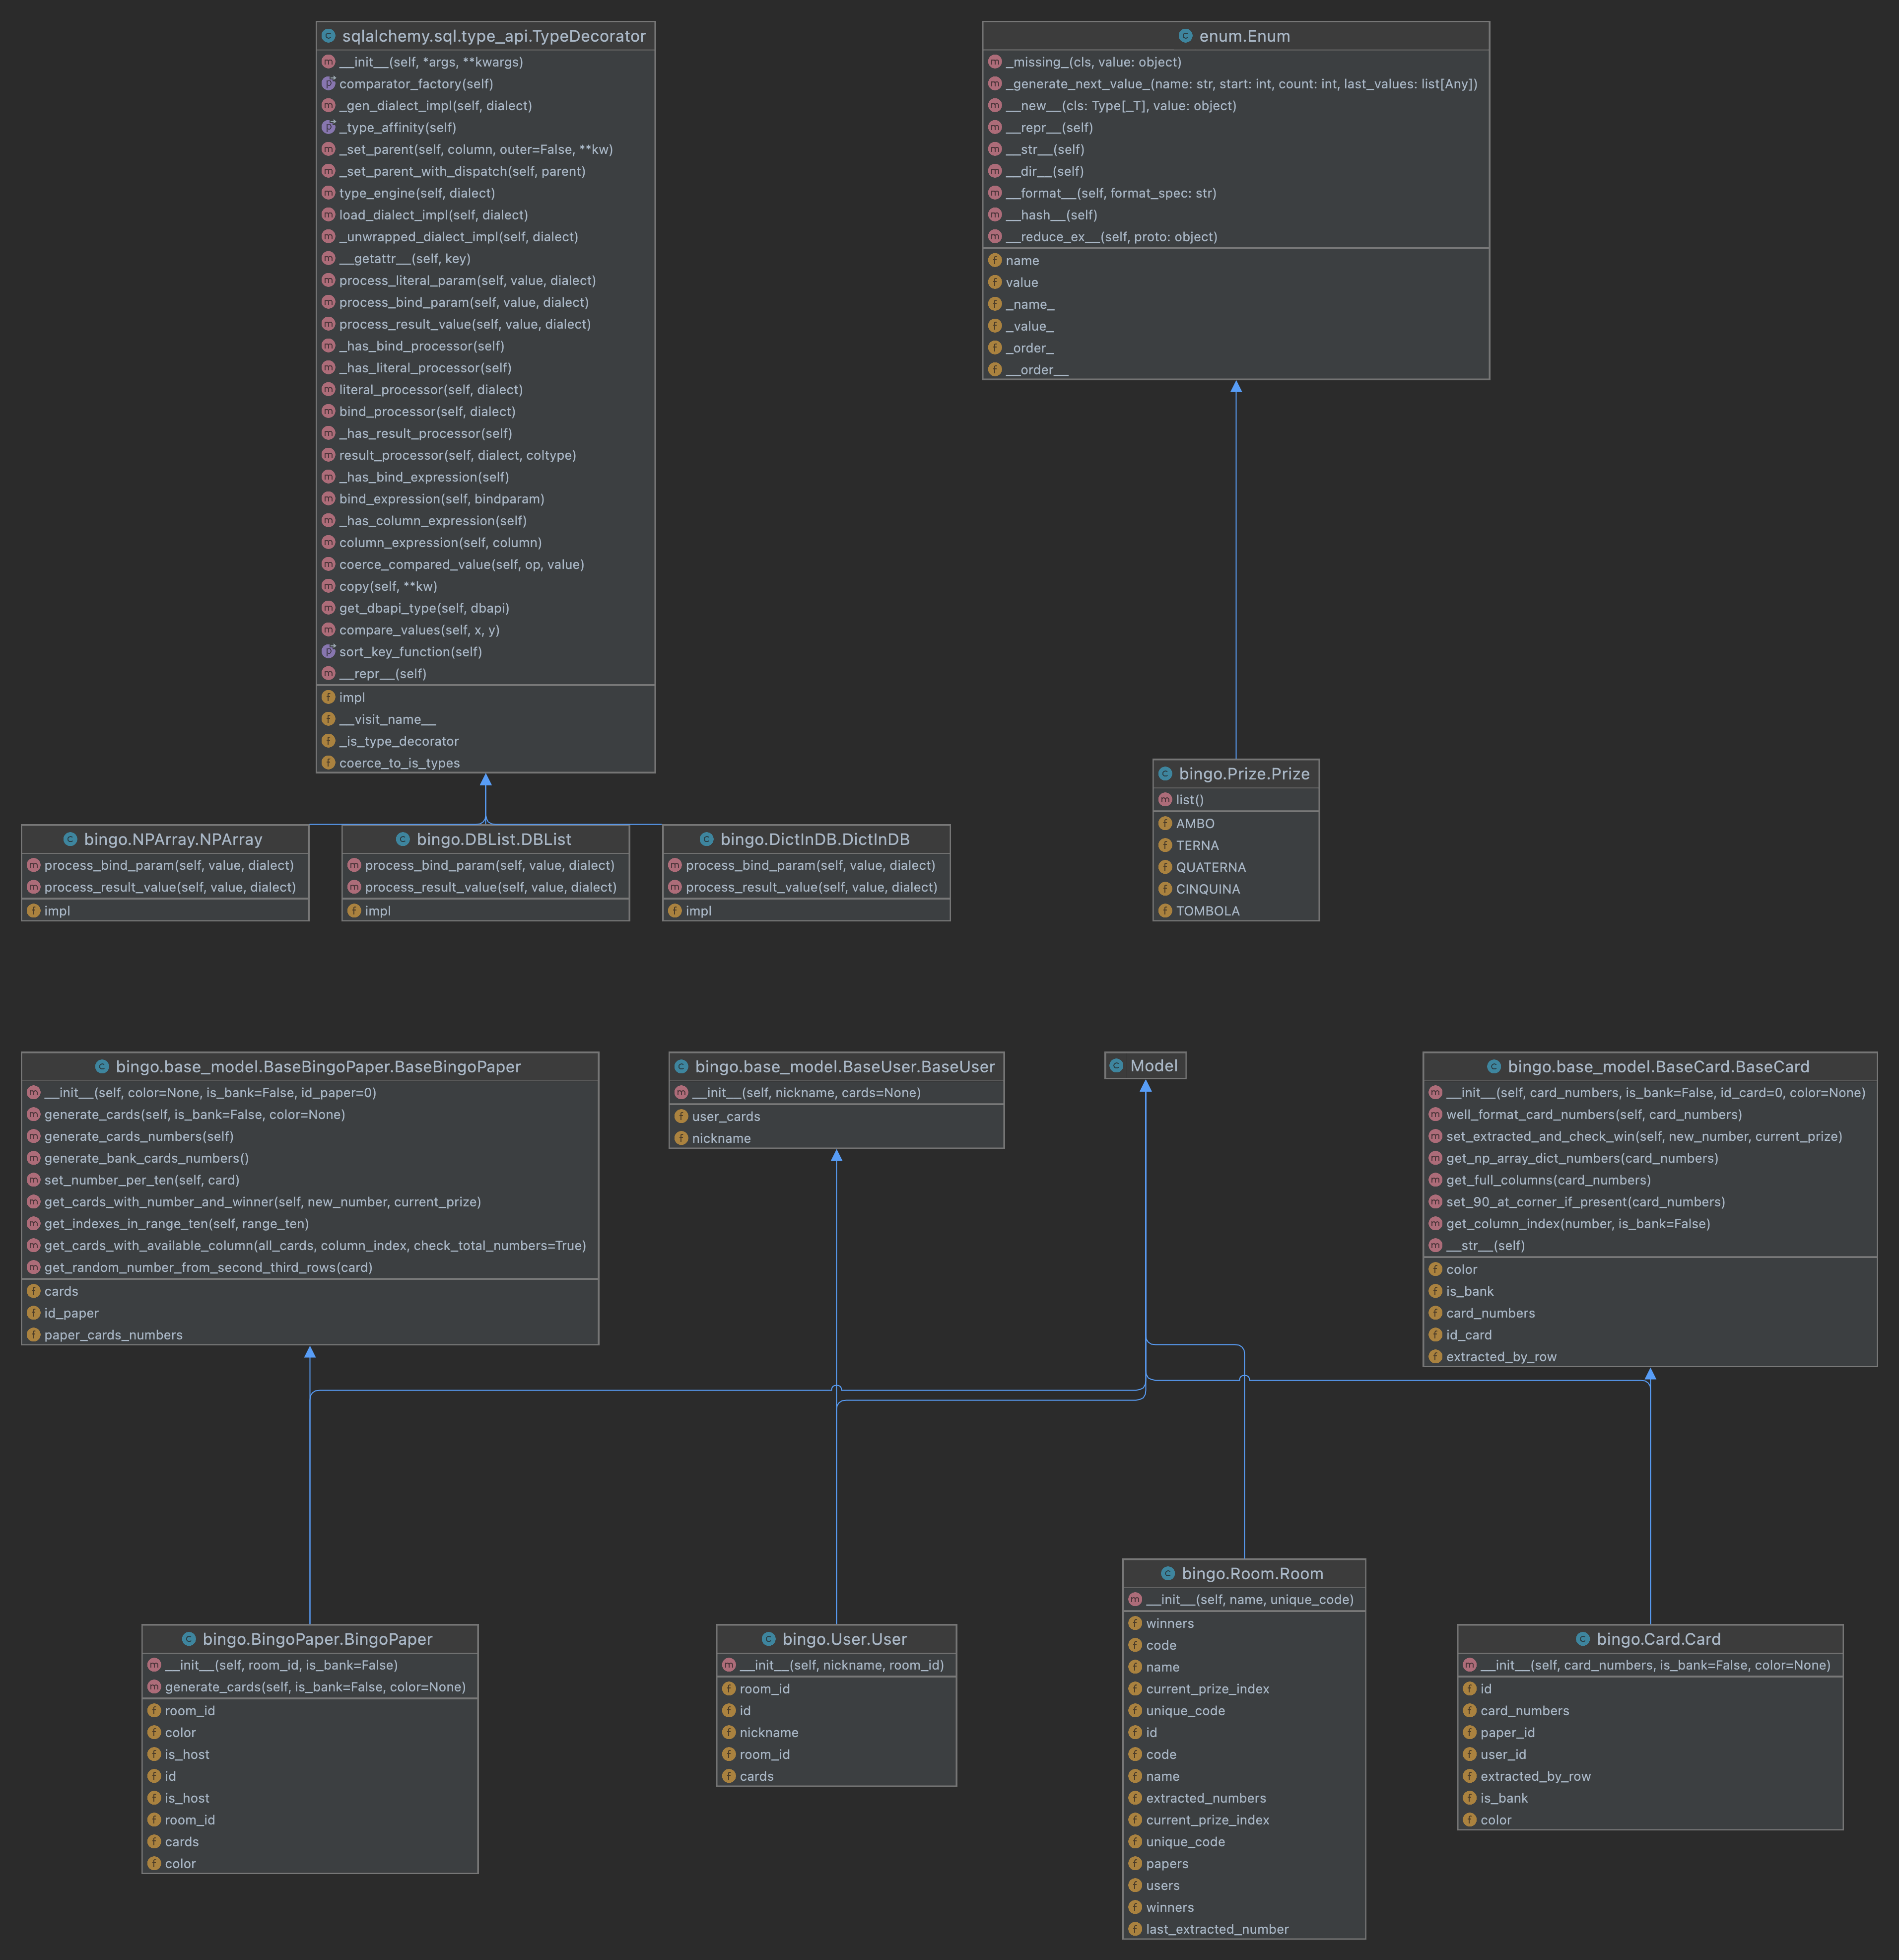 sqlalchemy.sql.type_api.TypeDecorator
__init__(self, *args, **kwargs)
comparator_factory(self)
_gen_dialect_impl(self, dialect)
_type_affinity(self)
_set_parent(self, column, outer=False, **kw)
_set_parent_with_dispatch(self, parent)
type_engine(self, dialect)
load_dialect_impl(self, dialect)
_unwrapped_dialect_impl(self, dialect)
__getattr__(self, key)
process_literal_param(self, value, dialect)
process_bind_param(self, value, dialect)
process_result_value(self, value, dialect)
_has_bind_processor(self)
_has_literal_processor(self)
literal_processor(self, dialect)
bind_processor(self, dialect)
_has_result_processor(self)
result_processor(self, dialect, coltype)
_has_bind_expression(self)
bind_expression(self, bindparam)
_has_column_expression(self)
column_expression(self, column)
coerce_compared_value(self, op, value)
copy(self, **kw)
get_dbapi_type(self, dbapi)
compare_values(self, x, y)
sort_key_function(self)
__repr__(self)
impl
__visit_name__
_is_type_decorator
coerce_to_is_types
enum.Enum
_missing_(cls, value: object)
_generate_next_value_(name: str, start: int, count: int, last_values: list[Any])
__new__(cls: Type[_T], value: object)
__repr__(self)
__str__(self)
__dir__(self)
__format__(self, format_spec: str)
__hash__(self)
__reduce_ex__(self, proto: object)
name
value
_name_
_value_
_order_
__order__
bingo.NPArray.NPArray
process_bind_param(self, value, dialect)
process_result_value(self, value, dialect)
impl
bingo.DBList.DBList
process_bind_param(self, value, dialect)
process_result_value(self, value, dialect)
impl
bingo.DictInDB.DictInDB
process_bind_param(self, value, dialect)
process_result_value(self, value, dialect)
impl
bingo.Prize.Prize
list()
AMBO
TERNA
QUATERNA
CINQUINA
TOMBOLA
bingo.base_model.BaseBingoPaper.BaseBingoPaper
__init__(self, color=None, is_bank=False, id_paper=0)
generate_cards(self, is_bank=False, color=None)
generate_cards_numbers(self)
generate_bank_cards_numbers()
set_number_per_ten(self, card)
get_cards_with_number_and_winner(self, new_number, current_prize)
get_indexes_in_range_ten(self, range_ten)
get_cards_with_available_column(all_cards, column_index, check_total_numbers=True)
get_random_number_from_second_third_rows(card)
cards
id_paper
paper_cards_numbers
bingo.base_model.BaseUser.BaseUser
__init__(self, nickname, cards=None)
user_cards
nickname
Model
bingo.base_model.BaseCard.BaseCard
__init__(self, card_numbers, is_bank=False, id_card=0, color=None)
well_format_card_numbers(self, card_numbers)
set_extracted_and_check_win(self, new_number, current_prize)
get_np_array_dict_numbers(card_numbers)
get_full_columns(card_numbers)
set_90_at_corner_if_present(card_numbers)
get_column_index(number, is_bank=False)
__str__(self)
color
is_bank
card_numbers
id_card
extracted_by_row
bingo.BingoPaper.BingoPaper
__init__(self, room_id, is_bank=False)
generate_cards(self, is_bank=False, color=None)
room_id
color
is_host
id
is_host
room_id
cards
color
bingo.User.User
__init__(self, nickname, room_id)
room_id
id
nickname
room_id
cards
bingo.Room.Room
__init__(self, name, unique_code)
winners
code
name
current_prize_index
unique_code
id
code
name
extracted_numbers
current_prize_index
unique_code
papers
users
winners
last_extracted_number
bingo.Card.Card
__init__(self, card_numbers, is_bank=False, color=None)
id
card_numbers
paper_id
user_id
extracted_by_row
is_bank
color